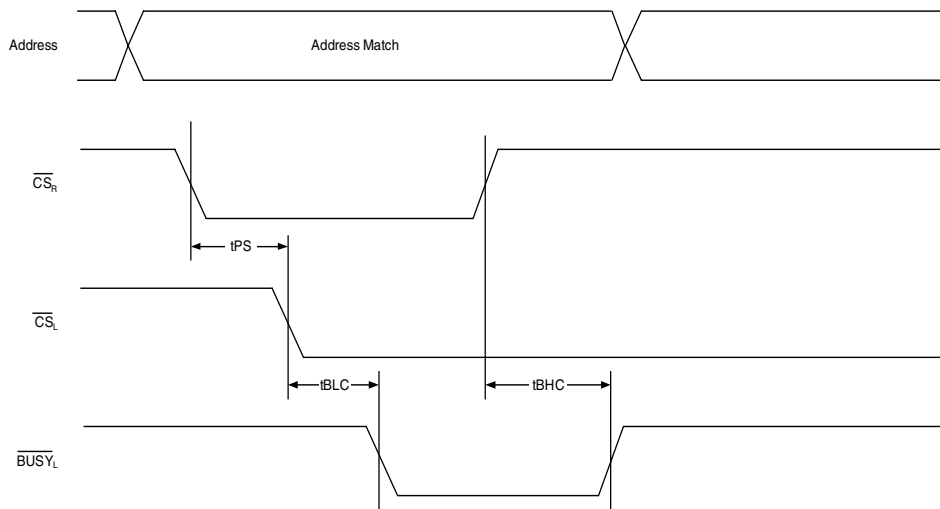 Address
Address Match
CS_R
tPS
CS_L
tBLC
tBHC
BUSY_L